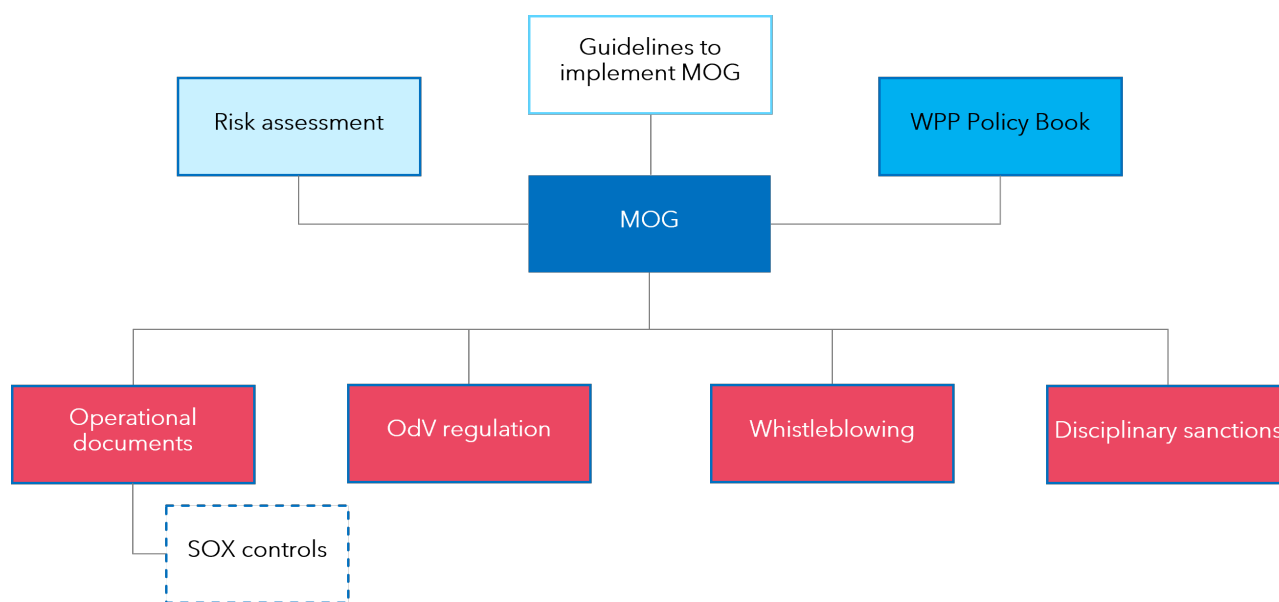 Guidelines to
implement MOG
Risk assessment
WPP Policy Book
MOG
Operational
documents
OdV regulation
Whistleblowing
Disciplinary sanctions
SOX controls